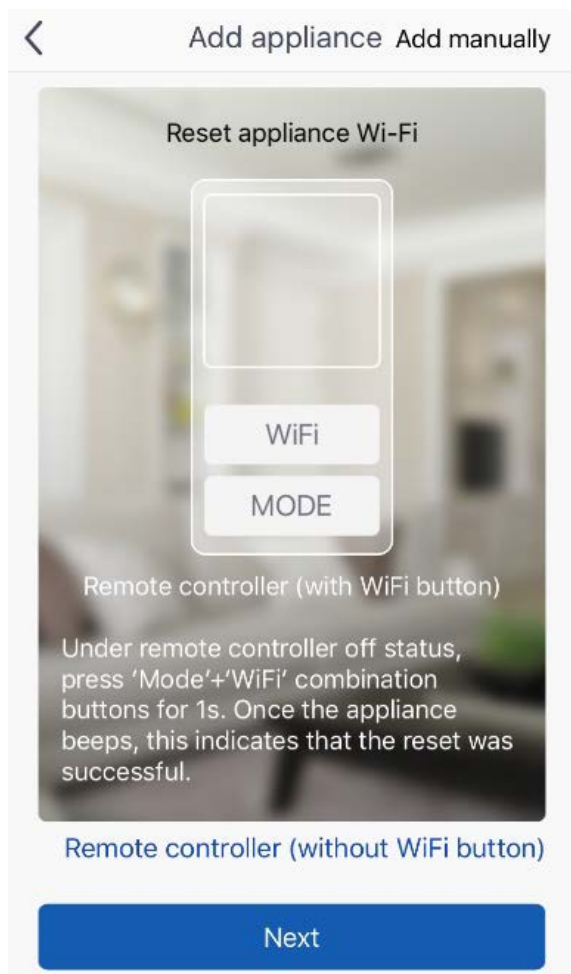 Add appliance Add manually
Reset appliance Wi-Fi
WiFi
MODE
Remote controller (with WiFi button)
Under remote controller off status,
press ‘Mode’+‘WiFi’ combination
buttons for 1s. Once the appliance
beeps, this indicates that the reset was
successful.
Remote controller (without WiFi button)
Next